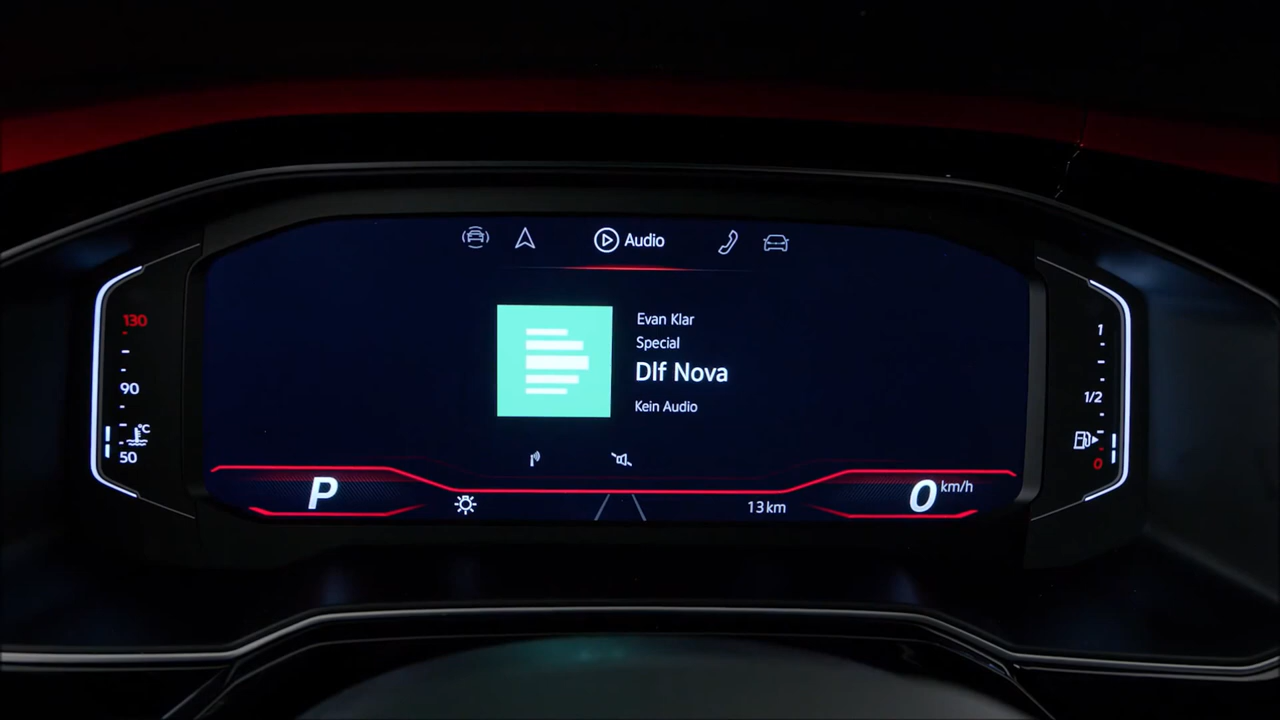 Audio
Evan Klar
Special
Dlf Nova
Kein Audio
130
90
°C
50
1
1/2
0
P
13 km
0 km/h